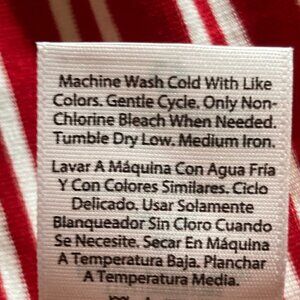 Machine Wash Cold With Like
Colors. Gentle Cycle. Only Non-
Chlorine Bleach When Needed.
Tumble Dry Low. Medium Iron.
Lavar A Máquina Con Agua Fría
Y Con Colores Similares. Ciclo
Delicado. Usar Solamente
Blanqueador Sin Cloro Cuando
Se Necesite. Secar En Máquina
A Temperatura Baja. Planchar
A Temperatura Media.